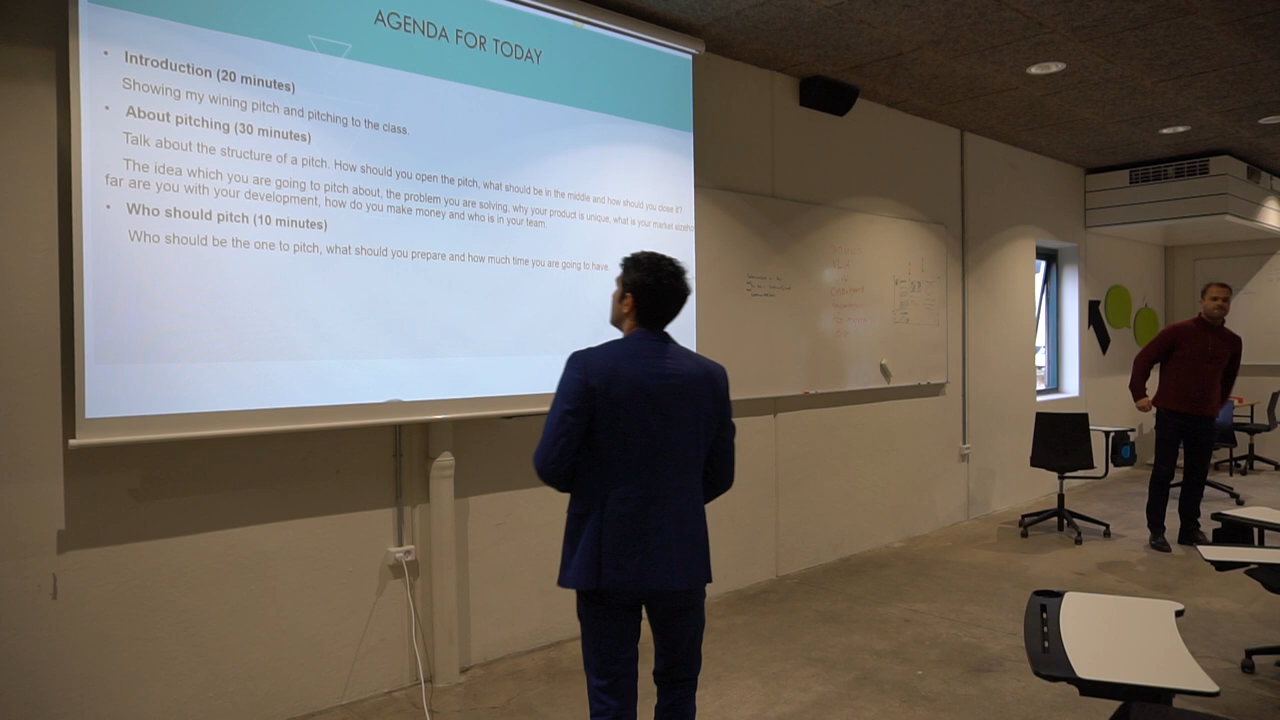 AGENDA FOR TODAY
• Introduction (20 minutes)
Showing my wining pitch and pitching to the class.
• About pitching (30 minutes)
Talk about the structure of a pitch. How should you open the pitch, what should be in the middle and how should you close it?
The idea which you are going to pitch about, the problem you are solving, why your product is unique, what is your market
far are you with your development, how do you make money and who is in your team.
• Who should pitch (10 minutes)
Who should be the one to pitch, what should you prepare and how much time you are going to have